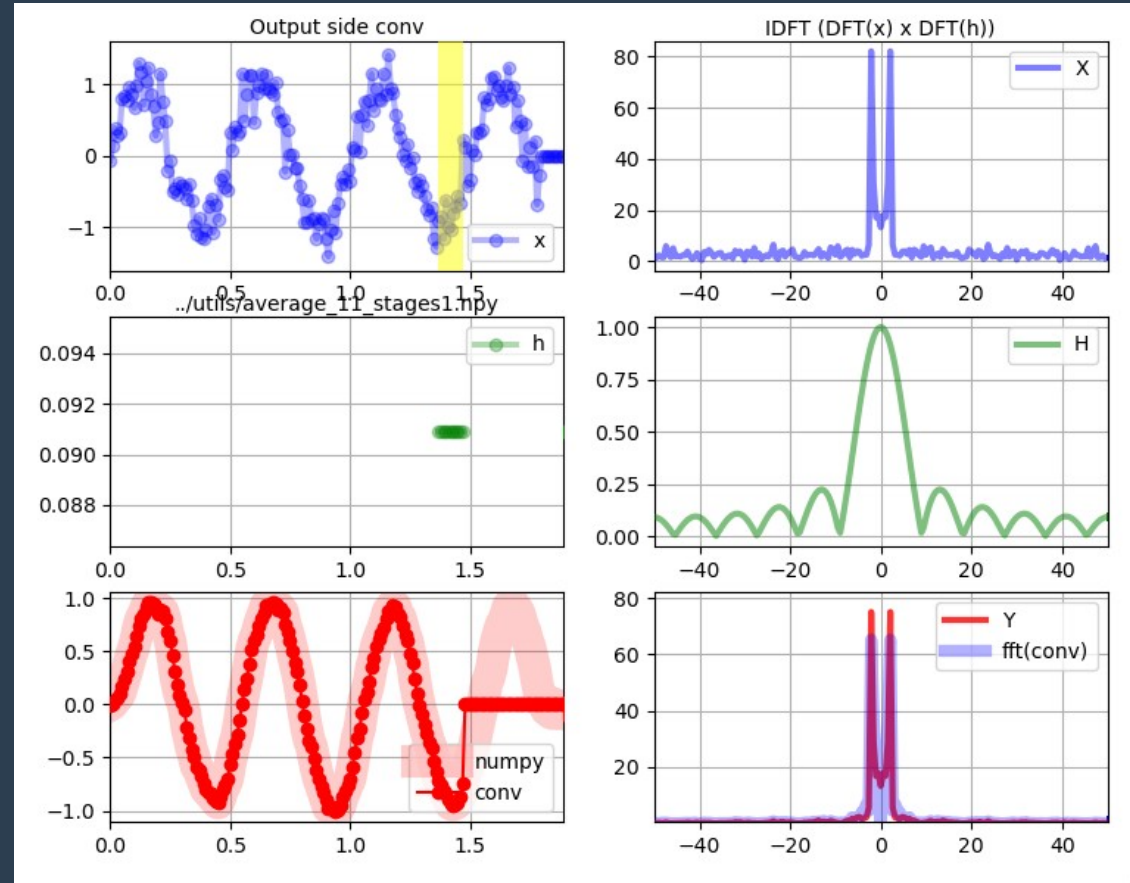 Output side conv
IDFT (DFT(x) x DFT(h))
1
0
−1
x
0.0 0.5 1.0 1.5
80
60
40
20
0
X
−40 −20 0 20 40
../utils/average_11_stages1.npy
0.094
0.092
0.090
0.088
h
0.0 0.5 1.0 1.5
1.00
0.75
0.50
0.25
0.00
H
−40 −20 0 20 40
1.0
0.5
0.0
−0.5
−1.0
numpy
conv
0.0 0.5 1.0 1.5
80
60
40
20
Y
fft(conv)
−40 −20 0 20 40